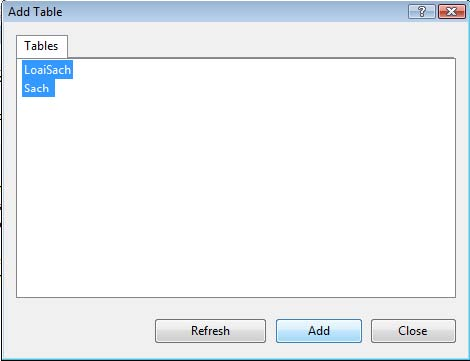 Add Table
Tables
LoaiSach
Sach
Refresh
Add
Close